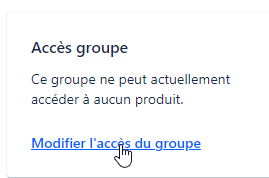 Accès groupe
Ce groupe ne peut actuellement
accéder à aucun produit.
Modifier l'accès du groupe